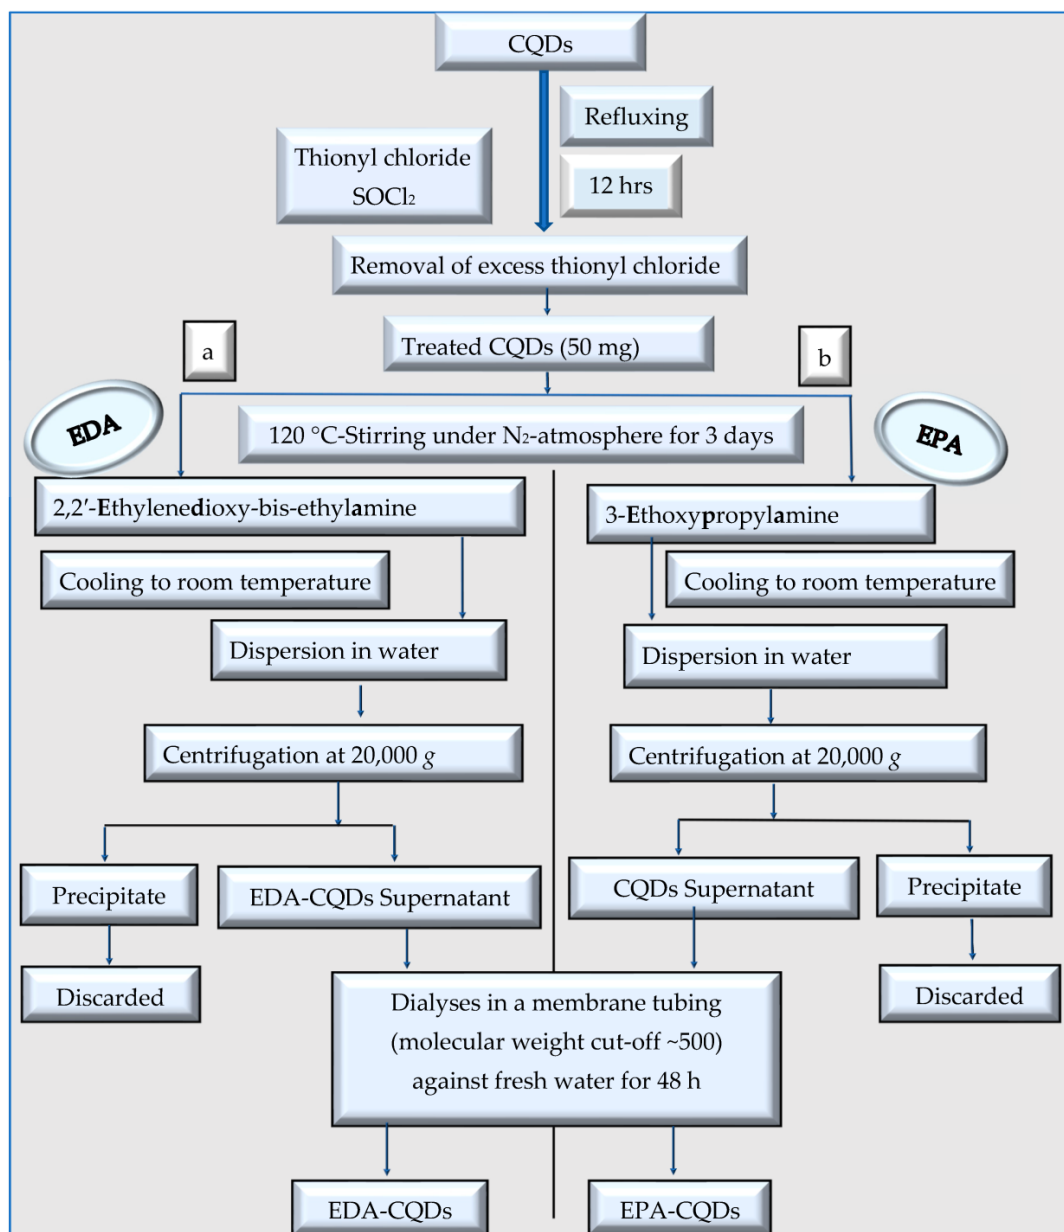 CQDs
Refluxing
Thionyl chloride
SOCl₂
12 hrs
Removal of excess thionyl chloride
a
Treated CQDs (50 mg)
b
EDA
120 °C-Stirring under N₂-atmosphere for 3 days
EPA
2,2′-Ethylenedioxy-bis-ethylamine
3-Ethoxypropylamine
Cooling to room temperature
Cooling to room temperature
Dispersion in water
Dispersion in water
Centrifugation at 20,000 g
Centrifugation at 20,000 g
Precipitate
EDA-CQDs Supernatant
CQDs Supernatant
Precipitate
Discarded
Discarded
Dialyses in a membrane tubing
(molecular weight cut-off ~500)
against fresh water for 48 h
EDA-CQDs
EPA-CQDs